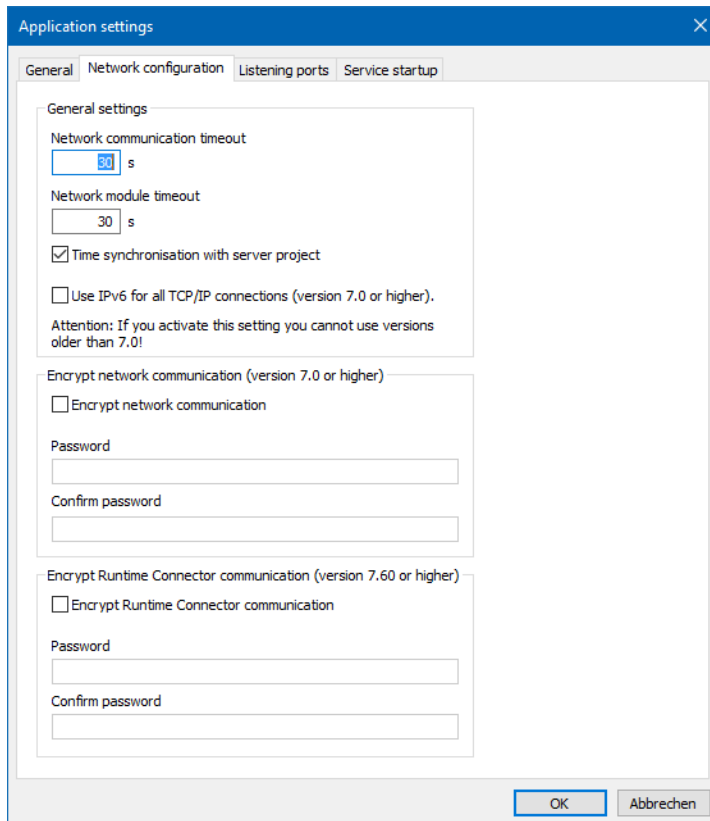 Application settings
General Network configuration Listening ports Service startup
General settings
Network communication timeout
30 s
Network module timeout
30 s
Time synchronisation with server project
Use IPv6 for all TCP/IP connections (version 7.0 or higher).
Attention: If you activate this setting you cannot use versions
older than 7.0!
Encrypt network communication (version 7.0 or higher)
Encrypt network communication
Password
Confirm password
Encrypt Runtime Connector communication (version 7.60 or higher)
Encrypt Runtime Connector communication
Password
Confirm password
OK Abbrechen